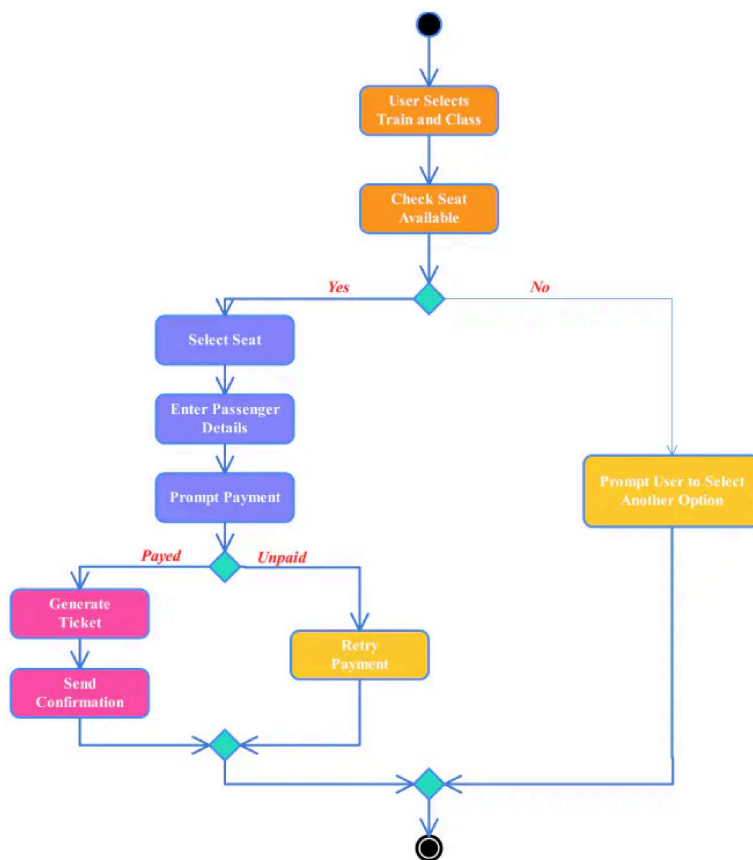 User Selects
Train and Class
Check Seat
Available
Yes
No
Select Seat
Enter Passenger
Details
Prompt Payment
Prompt User to Select
Another Option
Payed
Unpaid
Generate
Ticket
Retry
Payment
Send
Confirmation